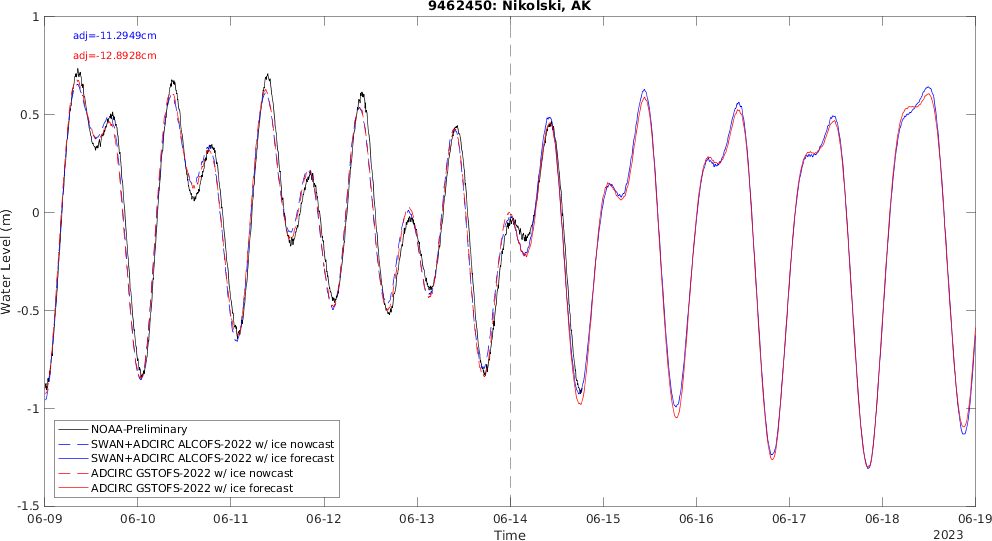 9462450: Nikolski, AK
adj=-11.2949cm
adj=-12.8928cm
1
0.5
0
-0.5
-1
-1.5
Water Level (m)
NOAA-Preliminary
SWAN+ADCIRC ALCOFS-2022 w/ ice nowcast
SWAN+ADCIRC ALCOFS-2022 w/ ice forecast
ADCIRC GSTOFS-2022 w/ ice nowcast
ADCIRC GSTOFS-2022 w/ ice forecast
06-09 06-10 06-11 06-12 06-13 06-14 06-15 06-16 06-17 06-18 06-19
Time
2023